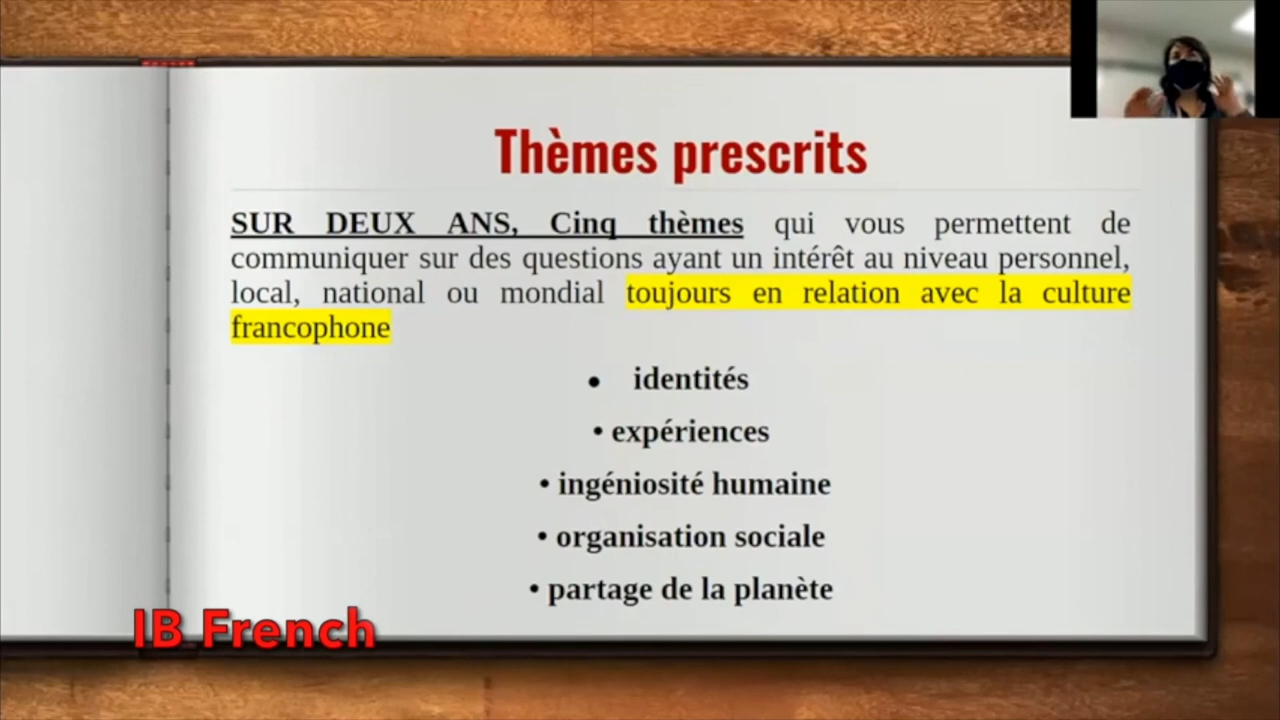 Thèmes prescrits
SUR DEUX ANS, Cinq thèmes qui vous permettent de
communiquer sur des questions ayant un intérêt au niveau personnel,
local, national ou mondial toujours en relation avec la culture
francophone
• identités
• expériences
• ingéniosité humaine
• organisation sociale
• partage de la planète
IB French